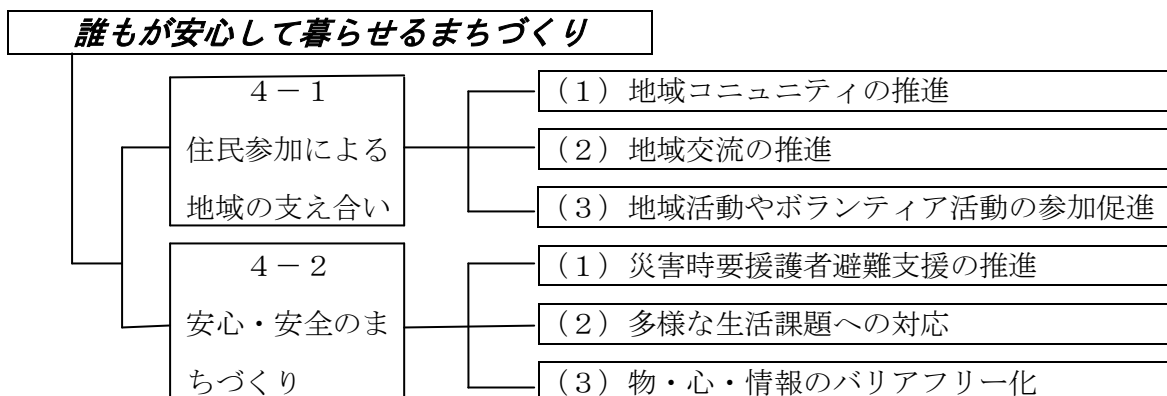 誰もが安心して暮らせるまちづくり
４－１
住民参加による
地域の支え合い
（１）地域コニュニティの推進
（２）地域交流の推進
（３）地域活動やボランティア活動の参加促進
４－２
安心・安全のま
ちづくり
（１）災害時要援護者避難支援の推進
（２）多様な生活課題への対応
（３）物・心・情報のバリアフリー化